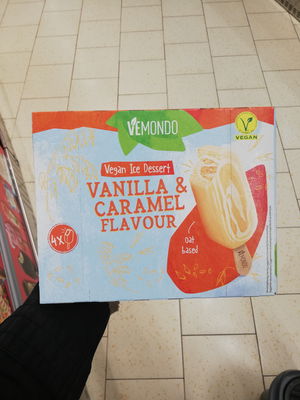 VEMONDO
VEGAN
Vegan Ice Dessert
VANILLA &
CARAMEL
FLAVOUR
Oat
based
4x